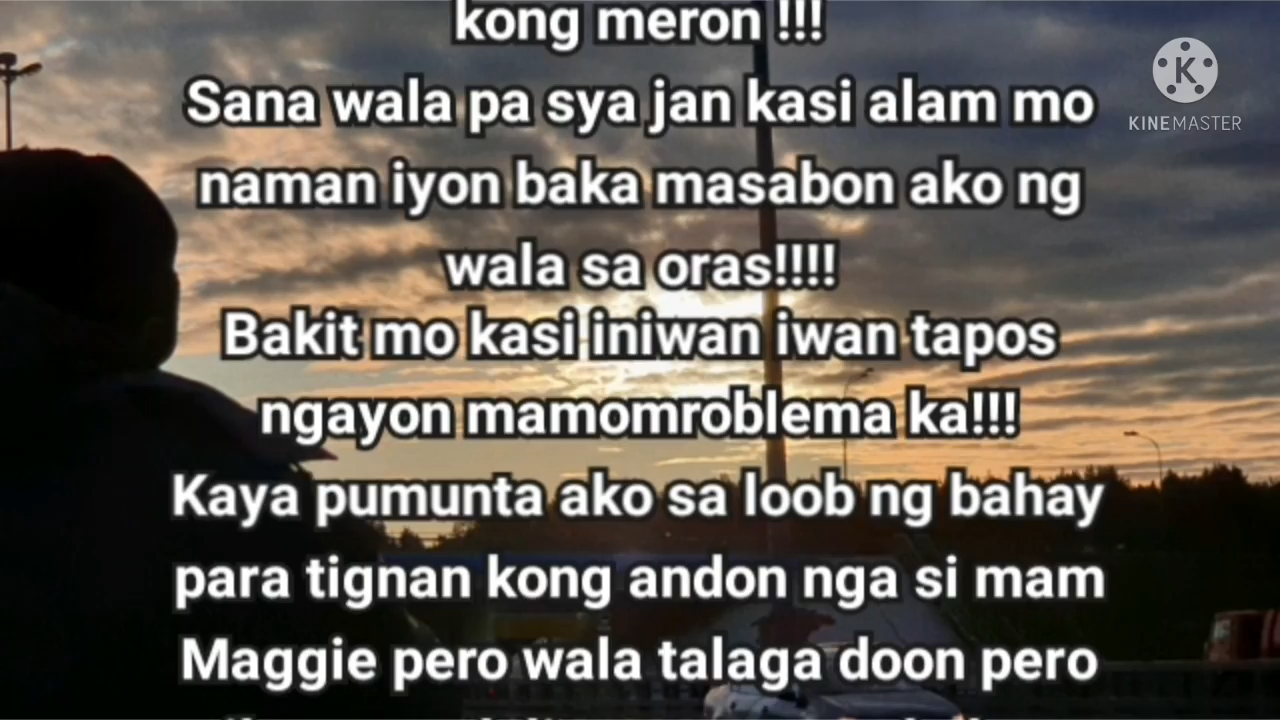 kong meron !!!
Sana wala pa sya jan kasi alam mo
naman iyon baka masabon ako ng
wala sa oras!!!!
Bakit mo kasi iniwan iwan tapos
ngayon mamomroblema ka!!!
Kaya pumunta ako sa loob ng bahay
para tignan kong andon nga si mam
Maggie pero wala talaga doon pero
K
KINEMASTER